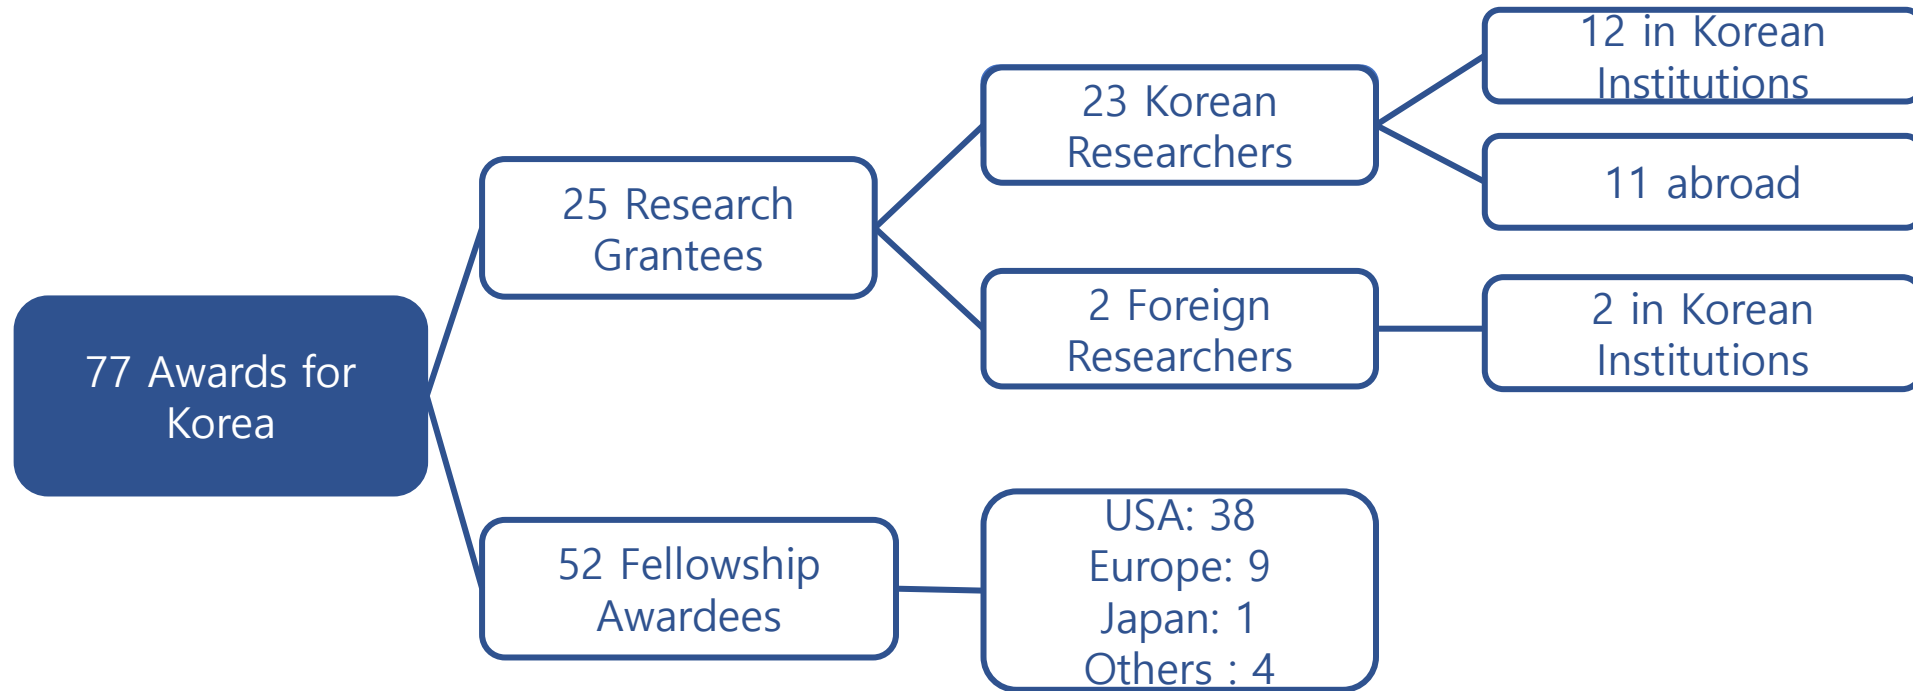 77 Awards for
Korea
25 Research
Grantees
23 Korean
Researchers
12 in Korean
Institutions
11 abroad
2 Foreign
Researchers
2 in Korean
Institutions
52 Fellowship
Awardees
USA: 38
Europe: 9
Japan: 1
Others : 4